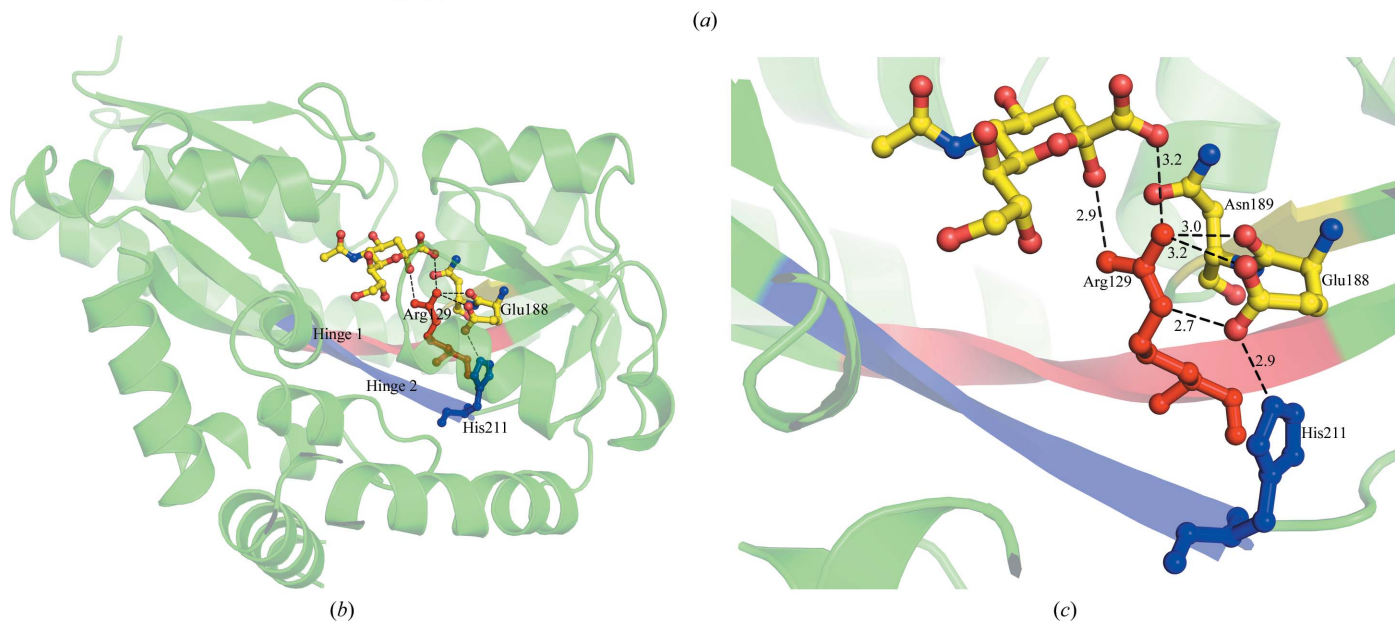 (a)
Arg129
Glu188
Hinge 1
Hinge 2
His211
(b)
3.2
Asn189
2.9
3.0
3.2
Arg129
Glu188
2.7
2.9
His211
(c)